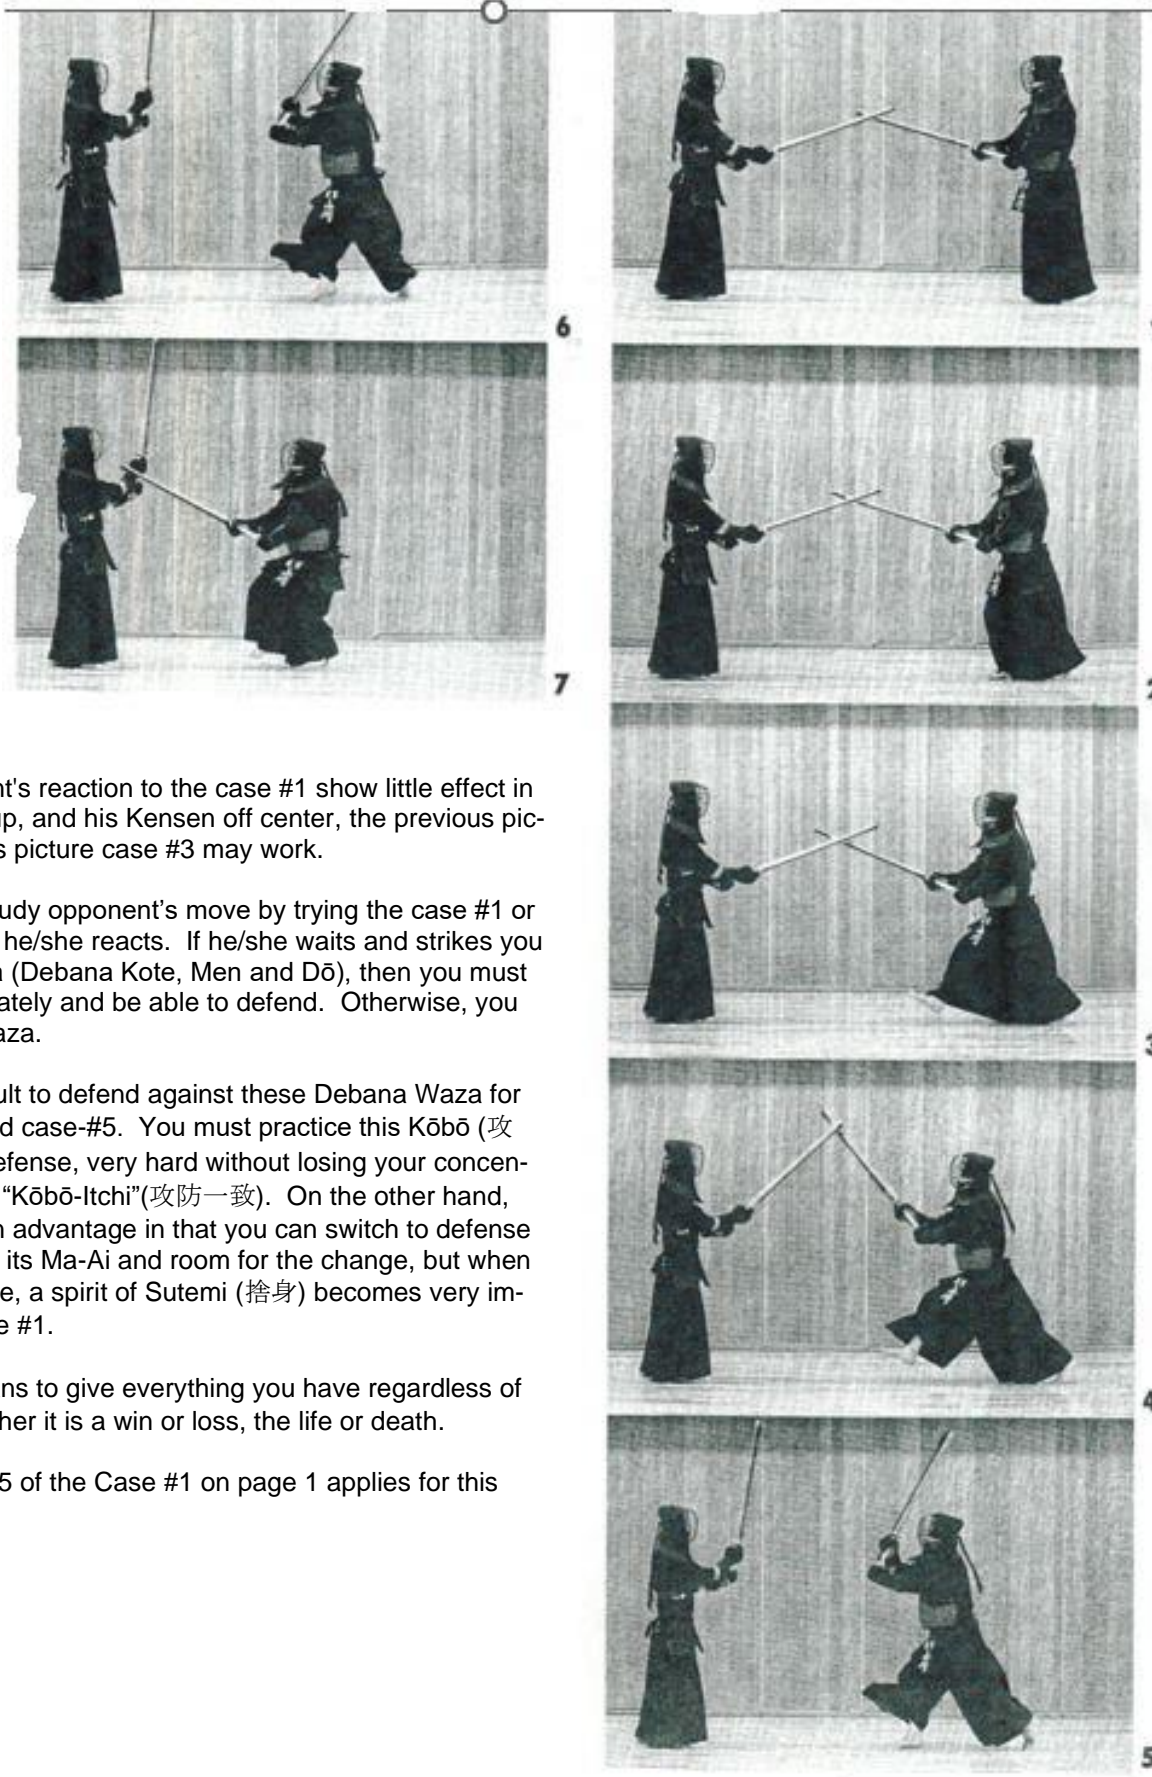 6
7
nt's reaction to the case #1 show little effect in
up, and his Kensen off center, the previous pic-
s picture case #3 may work.
udy opponent’s move by trying the case #1 or
he/she reacts. If he/she waits and strikes you
a (Debana Kote, Men and Dō), then you must
ately and be able to defend. Otherwise, you
aza.
ult to defend against these Debana Waza for
d case-#5. You must practice this Kōbō (攻
efense, very hard without losing your concen-
“Kōbō-Itchi”(攻防一致). On the other hand,
n advantage in that you can switch to defense
its Ma-Ai and room for the change, but when
e, a spirit of Sutemi (捨身) becomes very im-
e #1.
ns to give everything you have regardless of
her it is a win or loss, the life or death.
5 of the Case #1 on page 1 applies for this
2
3
4
5